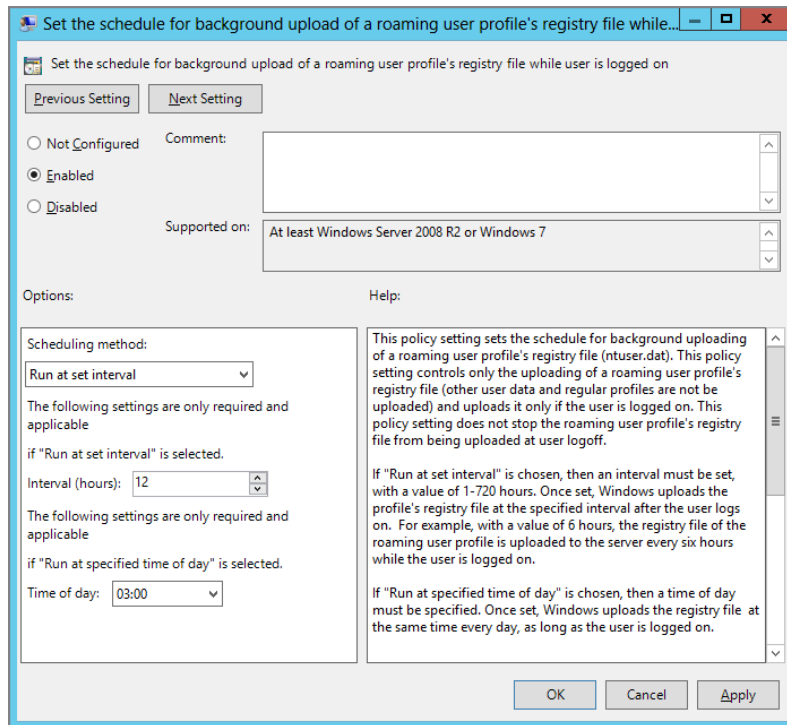 Set the schedule for background upload of a roaming user profile's registry file while...
Set the schedule for background upload of a roaming user profile's registry file while user is logged on
Previous Setting
Next Setting
Not Configured
Enabled
Disabled
Comment:
Supported on:
At least Windows Server 2008 R2 or Windows 7
Options:
Help:
Scheduling method:
Run at set interval
The following settings are only required and
applicable
if "Run at set interval" is selected.
Interval (hours): 12
The following settings are only required and
applicable
if "Run at specified time of day" is selected.
Time of day: 03:00
This policy setting sets the schedule for background uploading
of a roaming user profile's registry file (ntuser.dat). This policy
setting controls only the uploading of a roaming user profile's
registry file (other user data and regular profiles are not be
uploaded) and uploads it only if the user is logged on. This
policy setting does not stop the roaming user profile's registry
file from being uploaded at user logoff.
If "Run at set interval" is chosen, then an interval must be set,
with a value of 1-720 hours. Once set, Windows uploads the
profile's registry file at the specified interval after the user logs
on.  For example, with a value of 6 hours, the registry file of the
roaming user profile is uploaded to the server every six hours
while the user is logged on.
If "Run at specified time of day" is chosen, then a time of day
must be specified. Once set, Windows uploads the registry file  at
the same time every day, as long as the user is logged on.
OK
Cancel
Apply